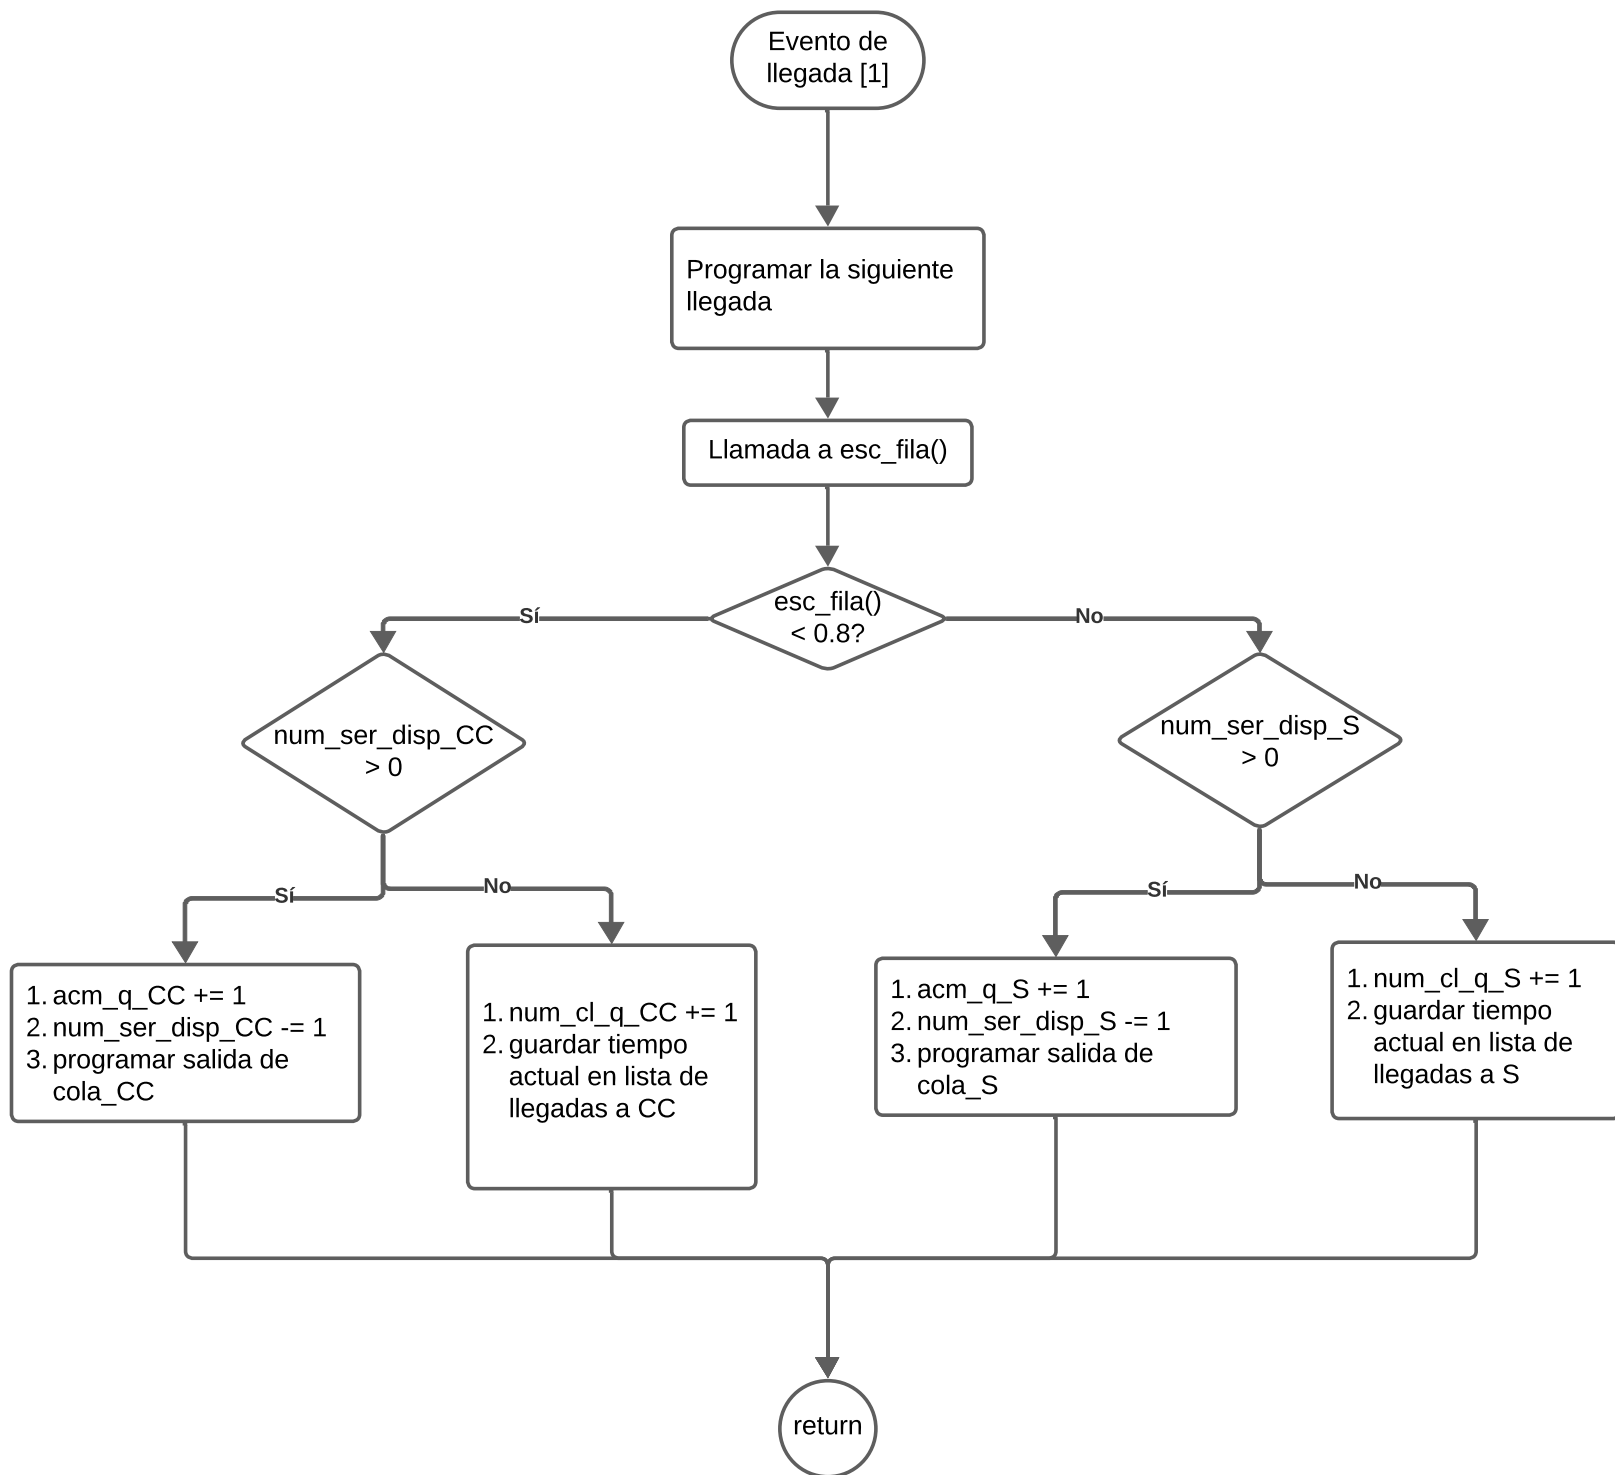 Evento de
llegada [1]
Programar la siguiente
llegada
Llamada a esc_fila()
esc_fila()
< 0.8?
Sí
No
num_ser_disp_CC
> 0
num_ser_disp_S
> 0
Sí
No
Sí
No
1. acm_q_CC += 1
2. num_ser_disp_CC -= 1
3. programar salida de
cola_CC
1. num_cl_q_CC += 1
2. guardar tiempo
actual en lista de
llegadas a CC
1. acm_q_S += 1
2. num_ser_disp_S -= 1
3. programar salida de
cola_S
1. num_cl_q_S += 1
2. guardar tiempo
actual en lista de
llegadas a S
return